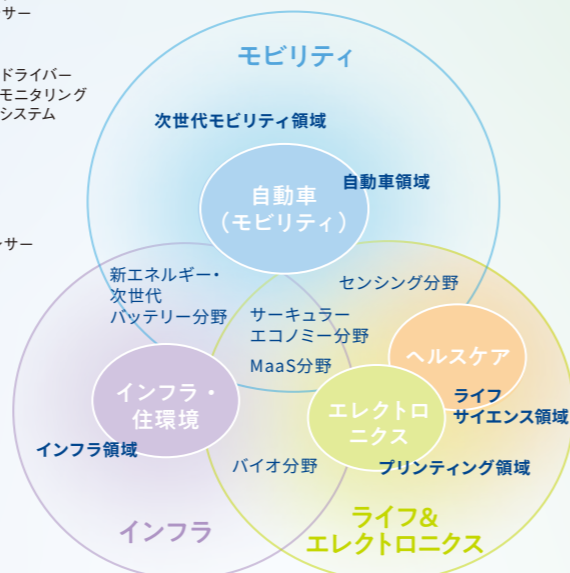 サー
ドライバー
モニタリング
システム
サー
モビリティ
次世代モビリティ領域
自動車領域
自動車
（モビリティ）
新エネルギー・
次世代
バッテリー分野
センシング分野
サーキュラー
エコノミー分野
MaaS分野
ヘルスケア
インフラ・
住環境
エレクトロ
ニクス
ライフ
サイエンス領域
インフラ領域
バイオ分野
プリンティング領域
インフラ
ライフ&
エレクトロニクス